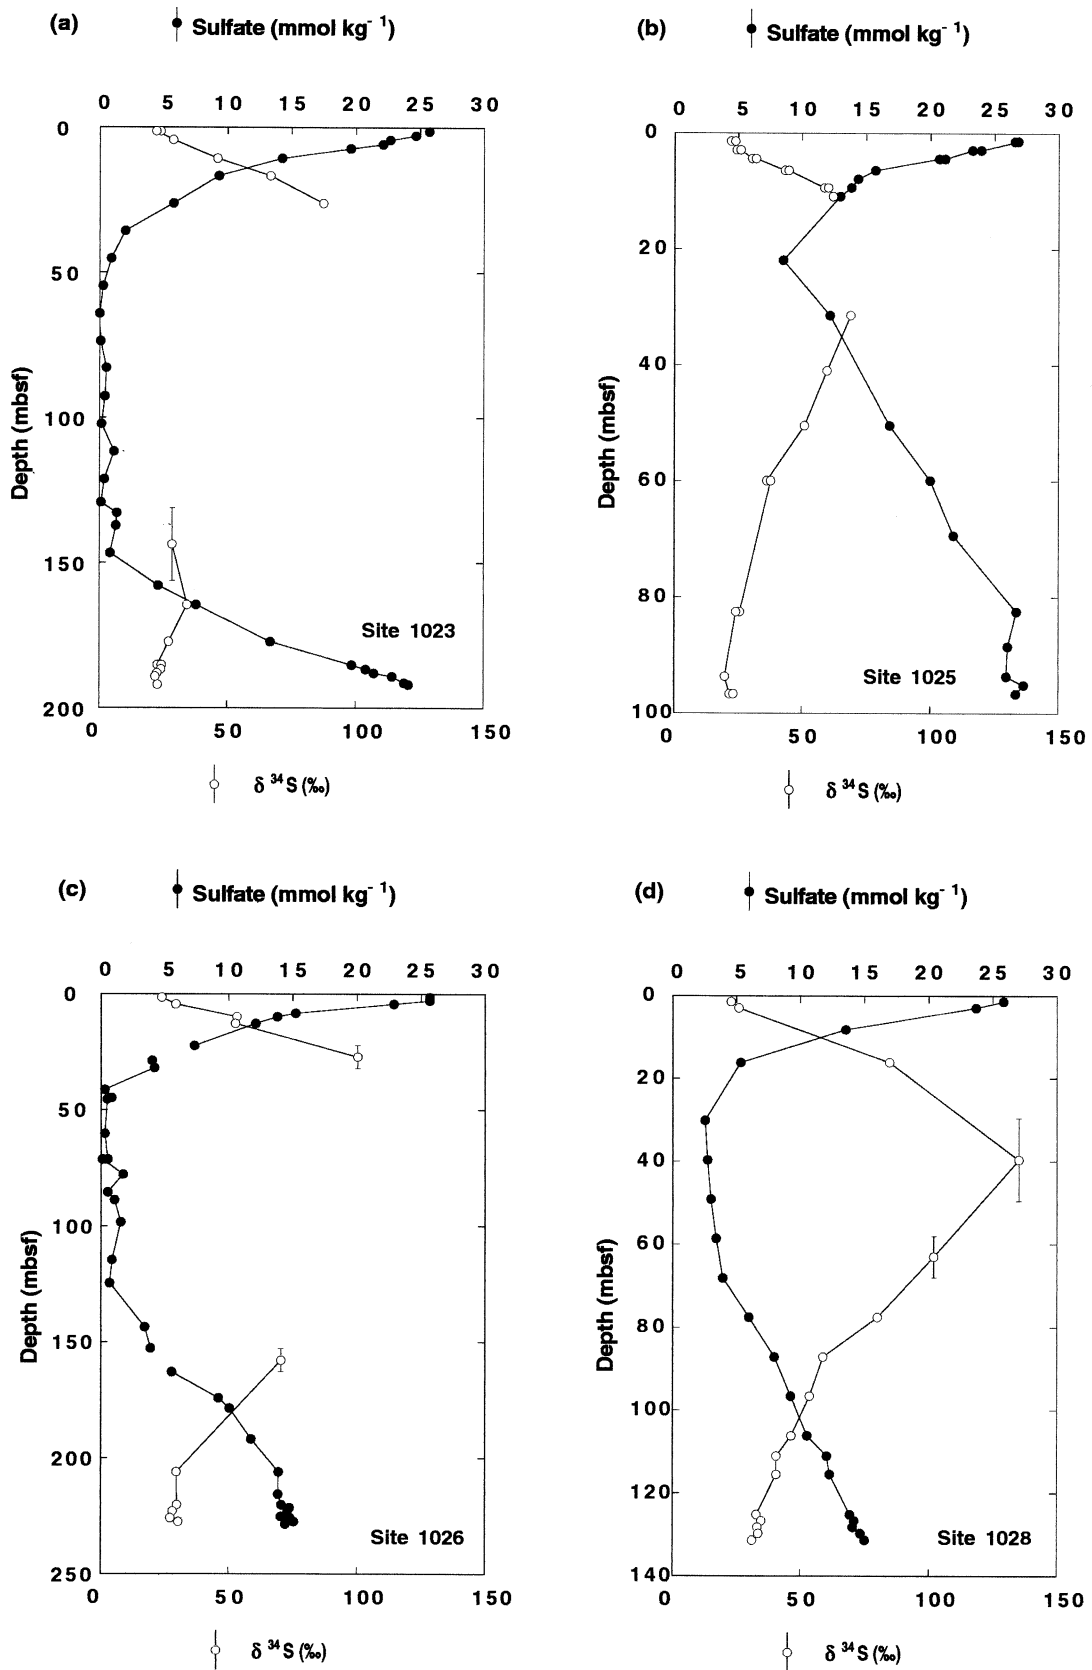 (a)
Sulfate (mmol kg- 1)
0 5 10 15 20 25 30
0
50
100
150
200
Depth (mbsf)
Site 1023
0 50 100 150
δ 34 S (‰)
(b)
Sulfate (mmol kg- 1)
0 5 10 15 20 25 30
0
20
40
60
80
100
Depth (mbsf)
Site 1025
0 50 100 150
δ 34 S (‰)
(c)
Sulfate (mmol kg- 1)
0 5 10 15 20 25 30
0
50
100
150
200
250
Depth (mbsf)
Site 1026
0 50 100 150
δ 34 S (‰)
(d)
Sulfate (mmol kg- 1)
0 5 10 15 20 25 30
0
20
40
60
80
100
120
140
Depth (mbsf)
Site 1028
0 50 100 150
δ 34 S (‰)